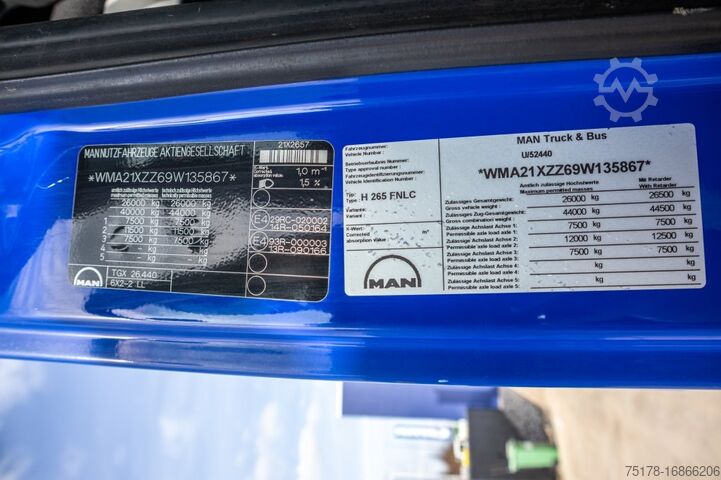 MAN NUTZFAHRZEUGE AKTIENGESELLSCHAFT
*WMA21XZZ69W135867*
26000 kg 26000 kg
40000 kg 44000 kg
1 7500 kg 7500 kg
2 11500 kg 11500 kg
3 7500 kg 7500 kg
4 - kg - kg
MAN
TGX 26.440
6X2-2 LL
21X2657
K-Wert
Corrected
absorption value
1,0 m⁻¹
1,5 %
E4 29RC-020002
14R-050164
E4 93R-000003
13R-090156
MAN Truck & Bus
Fahrzeugnummer:
Vehicle Number:
U/52440
Betriebserlaubnis Nummer
Type approval number:
Fahrzeugidentifizierungsnummer
Vehicle Identification Number
*WMA21XZZ69W135867*
Typ:
Type
H 265 FNLC
Variante:
Variant:
K-Wert:
Corrected
absorption value
m"
MAN
Amtlich zulässige Höchstwerte
Permitted maximum masses
Mit Retarder
With Retarder
Zulässiges Gesamtgewicht
Gross vehicle weight
26000 kg 26500 kg
Zulässiges Zug-Gesamtgewicht
Gross combination weight
44000 kg 44500 kg
Zulässige Achslast Achse 1:
Permissible axle load axle 1:
7500 kg 7500 kg
Zulässige Achslast Achse 2:
Permissible axle load axle 2:
12000 kg 12500 kg
Zulässige Achslast Achse 3:
Permissible axle load axle 3:
7500 kg 7500 kg
Zulässige Achslast Achse 4:
Permissible axle load axle 4:
kg kg
Zulässige Achslast Achse 5:
Permissible axle load axle 5:
kg kg
75178-16866206